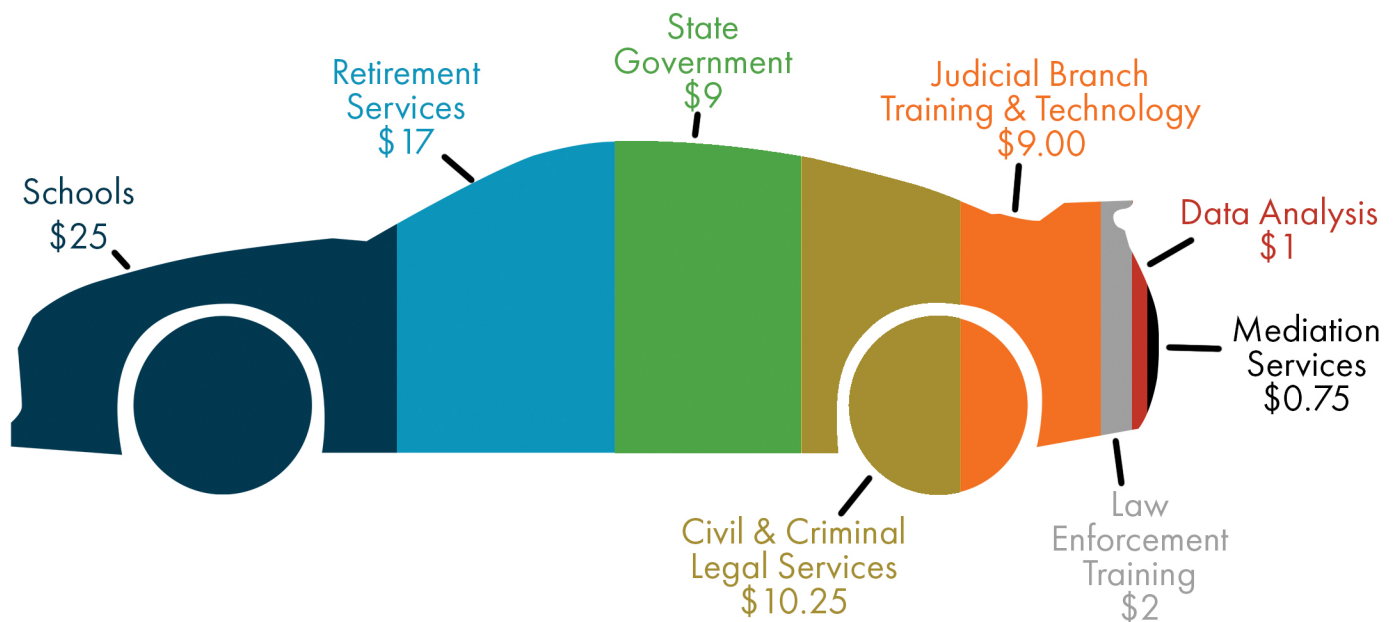 State
Government
$9
Retirement
Services
$17
Judicial Branch
Training & Technology
$9.00
Schools
$25
Data Analysis
$1
Mediation
Services
$0.75
Law
Enforcement
Training
$2
Civil & Criminal
Legal Services
$10.25